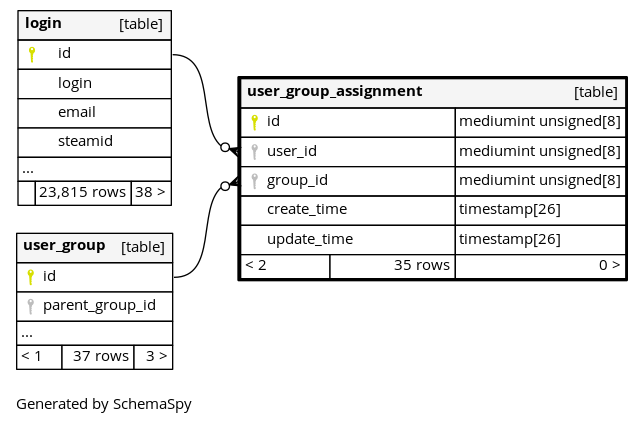 login [table]
id
login
email
steamid
...
23,815 rows 38 >
user_group_assignment [table]
id mediumint unsigned[8]
user_id mediumint unsigned[8]
group_id mediumint unsigned[8]
create_time timestamp[26]
update_time timestamp[26]
< 2 35 rows 0 >
user_group [table]
id
parent_group_id
...
< 1 37 rows 3 >
Generated by SchemaSpy